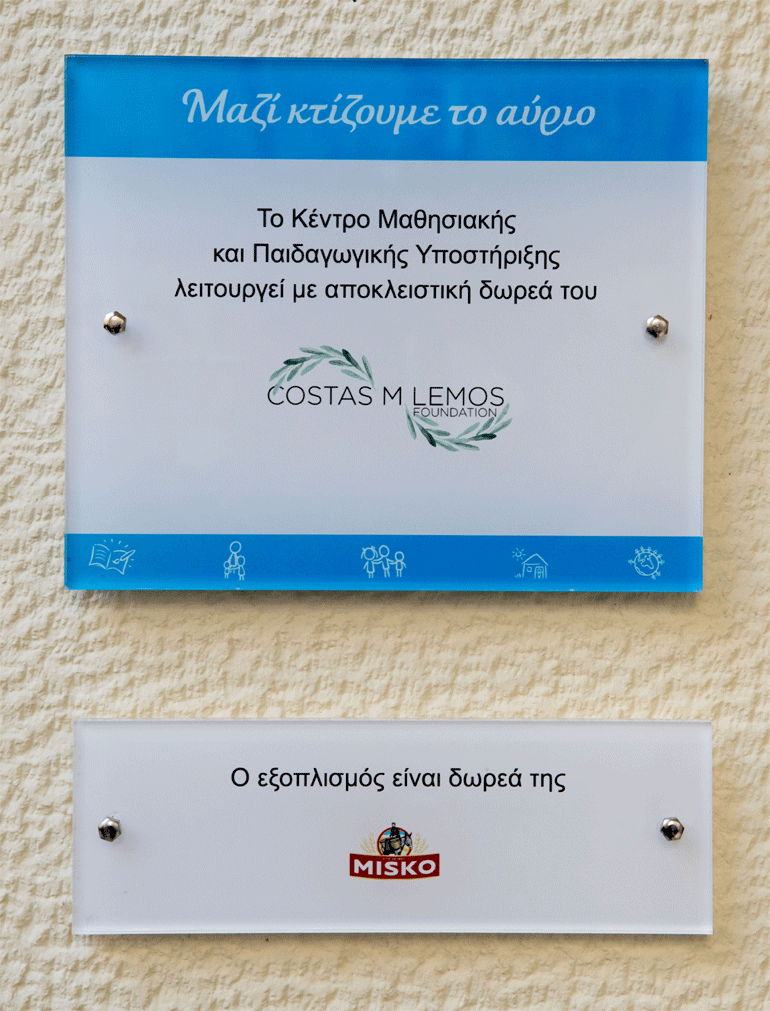 Μαζί κτίζουμε το αύριο
Το Κέντρο Μαθησιακής
και Παιδαγωγικής Υποστήριξης
λειτουργεί με αποκλειστική δωρεά του
COSTAS M LEMOS
FOUNDATION
Ο εξοπλισμός είναι δωρεά της
MISKO